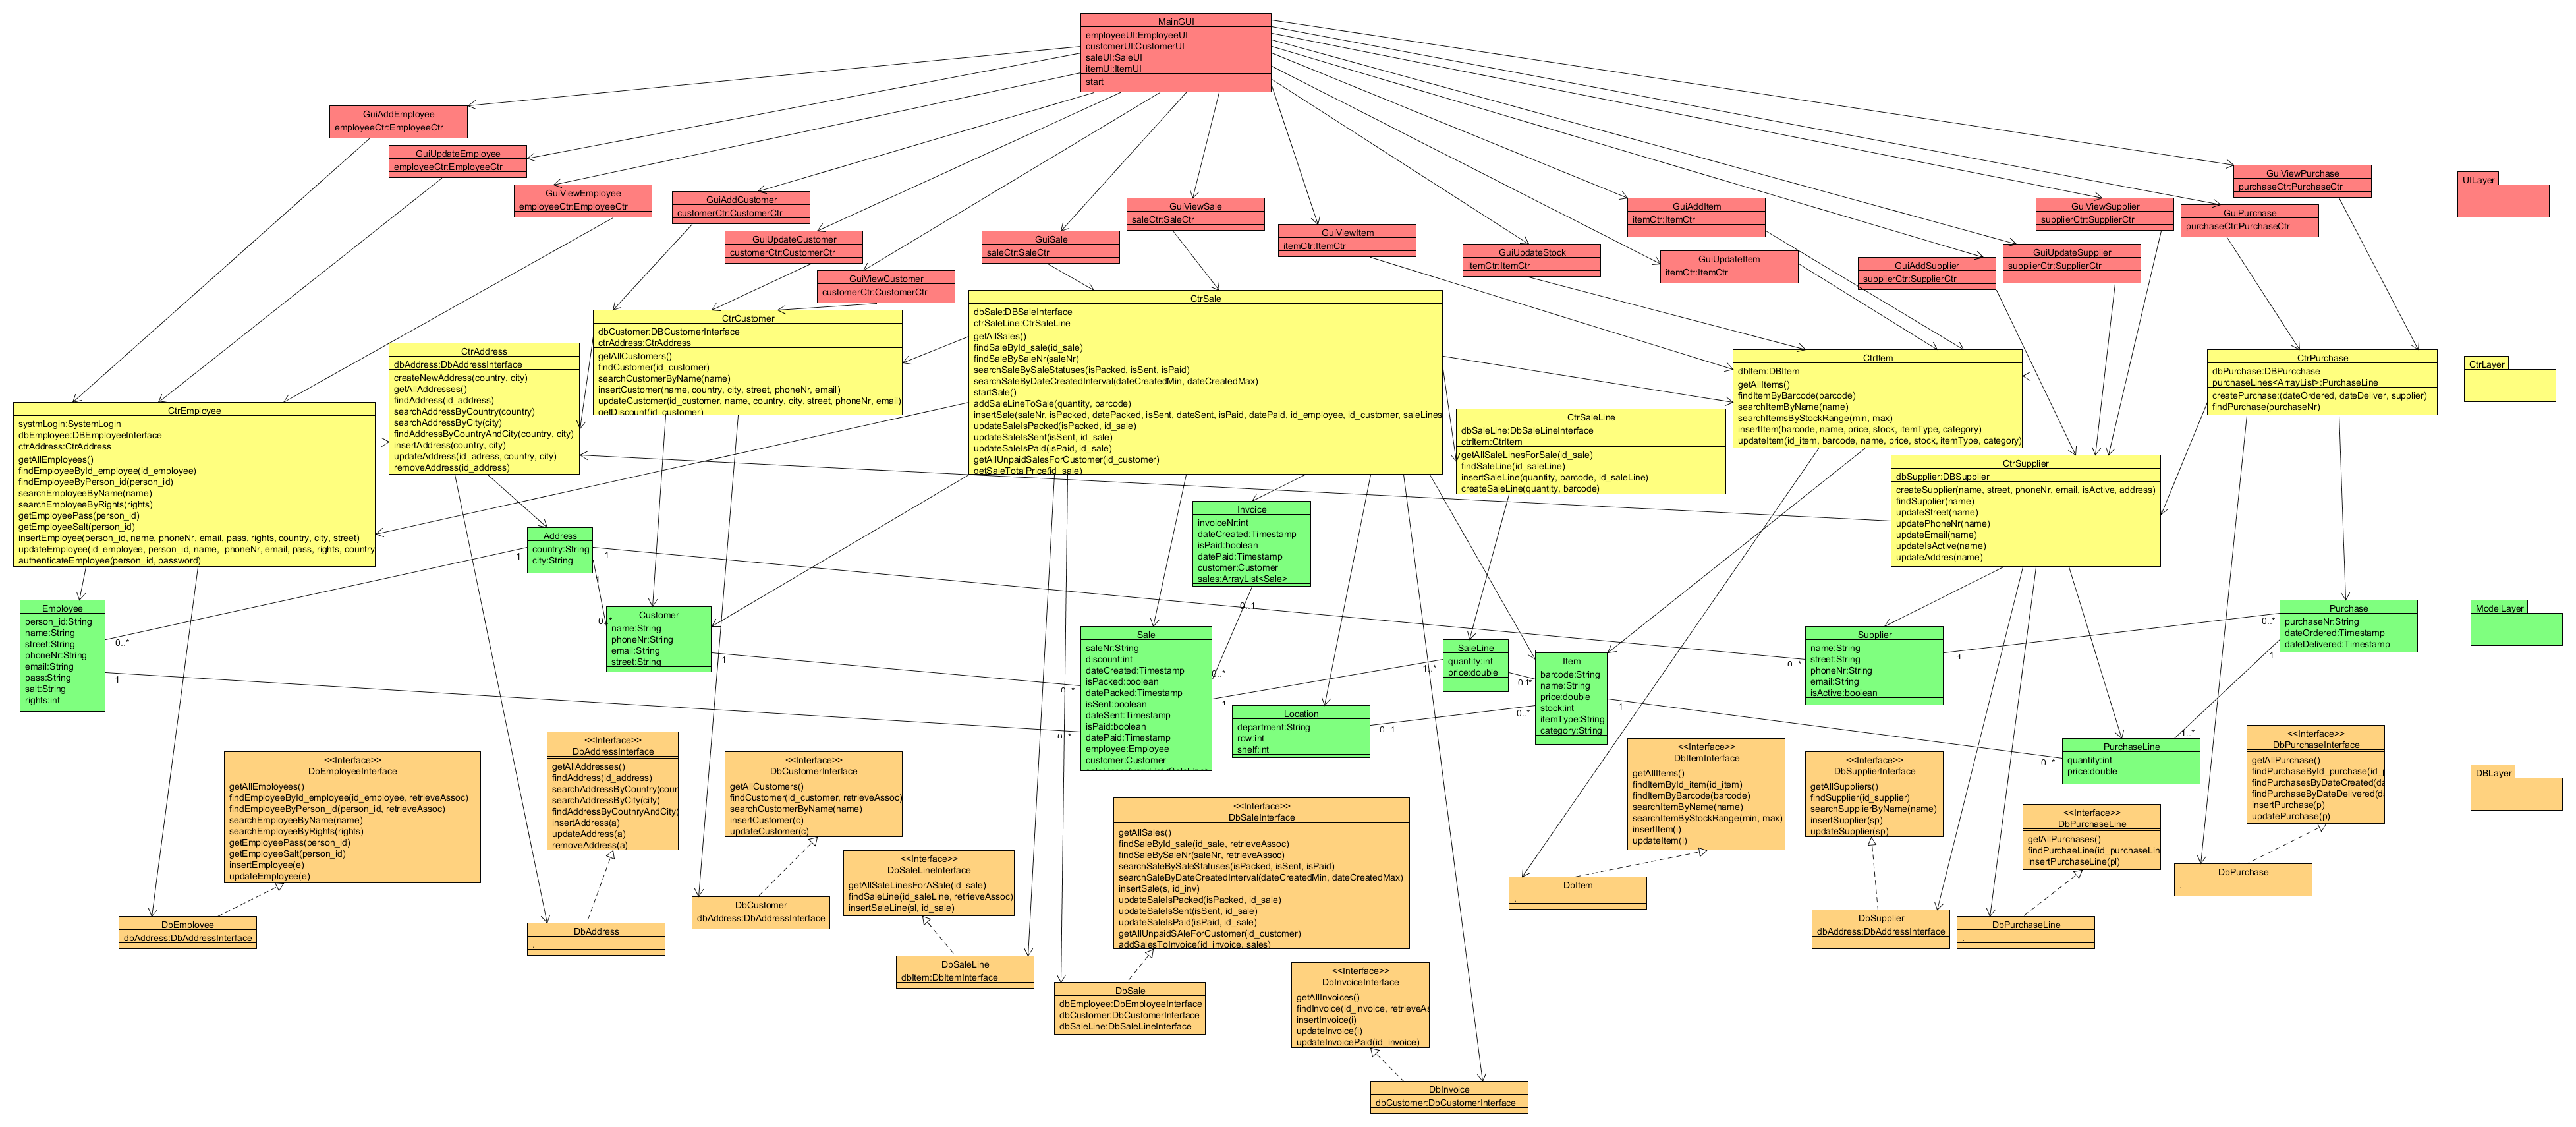 MainGUI
employeeUI:EmployeeUI
customerUI:CustomerUI
saleUI:SaleUI
itemUi:ItemUI
start
GuiAddEmployee
employeeCtr:EmployeeCtr
GuiUpdateEmployee
employeeCtr:EmployeeCtr
GuiViewEmployee
employeeCtr:EmployeeCtr
GuiAddCustomer
customerCtr:CustomerCtr
GuiUpdateCustomer
customerCtr:CustomerCtr
GuiViewCustomer
customerCtr:CustomerCtr
GuiSale
saleCtr:SaleCtr
GuiViewSale
saleCtr:SaleCtr
GuiViewItem
itemCtr:ItemCtr
GuiUpdateStock
itemCtr:ItemCtr
GuiAddItem
itemCtr:ItemCtr
GuiUpdateItem
itemCtr:ItemCtr
GuiAddSupplier
supplierCtr:SupplierCtr
GuiUpdateSupplier
supplierCtr:SupplierCtr
GuiViewSupplier
supplierCtr:SupplierCtr
GuiPurchase
purchaseCtr:PurchaseCtr
GuiViewPurchase
purchaseCtr:PurchaseCtr
UILayer
CtrEmployee
systmLogin:SystemLogin
dbEmployee:DBEmployeeInterface
ctrAddress:CtrAddress
getAllEmployees()
findEmployeeById_employee(id_employee)
findEmployeeByPerson_id(person_id)
searchEmployeeByName(name)
searchEmployeeByRights(rights)
getEmployeePass(person_id)
getEmployeeSalt(person_id)
insertEmployee(person_id, name, phoneNr, email, pass, rights, country, city, street)
updateEmployee(id_employee, person_id, name,  phoneNr, email, pass, rights, country
authenticateEmployee(person_id, password)
CtrAddress
dbAddress:DbAddressInterface
createNewAddress(country, city)
getAllAddresses()
findAddress(id_address)
searchAddressByCountry(country)
searchAddressByCity(city)
findAddressByCountryAndCity(country, city)
insertAddress(country, city)
updateAddress(id_adress, country, city)
removeAddress(id_address)
CtrCustomer
dbCustomer:DBCustomerInterface
ctrAddress:CtrAddress
getAllCustomers()
findCustomer(id_customer)
searchCustomerByName(name)
insertCustomer(name, country, city, street, phoneNr, email)
updateCustomer(id_customer, name, country, city, street, phoneNr, email)
getDiscount(id_customer)
CtrSale
dbSale:DBSaleInterface
ctrSaleLine:CtrSaleLine
getAllSales()
findSaleById_sale(id_sale)
findSaleBySaleNr(saleNr)
searchSaleBySaleStatuses(isPacked, isSent, isPaid)
searchSaleByDateCreatedInterval(dateCreatedMin, dateCreatedMax)
startSale()
addSaleLineToSale(quantity, barcode)
insertSale(saleNr, isPacked, datePacked, isSent, dateSent, isPaid, datePaid, id_employee, id_customer, saleLines
updateSaleIsPacked(isPacked, id_sale)
updateSaleIsSent(isSent, id_sale)
updateSaleIsPaid(isPaid, id_sale)
getAllUnpaidSalesForCustomer(id_customer)
getSaleTotalPrice(id_sale)
CtrSaleLine
dbSaleLine:DbSaleLineInterface
ctrItem:CtrItem
getAllSaleLinesForSale(id_sale)
findSaleLine(id_saleLine)
insertSaleLine(quantity, barcode, id_saleLine)
createSaleLine(quantity, barcode)
CtrItem
dbItem:DBItem
getAllItems()
findItemByBarcode(barcode)
searchItemByName(name)
searchItemsByStockRange(min, max)
insertItem(barcode, name, price, stock, itemType, category)
updateItem(id_item, barcode, name, price, stock, itemType, category)
CtrSupplier
dbSupplier:DBSupplier
createSupplier(name, street, phoneNr, email, isActive, address)
findSupplier(name)
updateStreet(name)
updatePhoneNr(name)
updateEmail(name)
updateIsActive(name)
updateAddres(name)
CtrPurchase
dbPurchase:DBPurcchase
purchaseLines<ArrayList>:PurchaseLine
createPurchase:(dateOrdered, dateDeliver, supplier)
findPurchase(purchaseNr)
CtrLayer
Employee
person_id:String
name:String
street:String
phoneNr:String
email:String
pass:String
salt:String
rights:int
0..*
1
Address
country:String
city:String
1
1
1
Customer
name:String
phoneNr:String
email:String
street:String
0..*
1
Invoice
invoiceNr:int
dateCreated:Timestamp
isPaid:boolean
datePaid:Timestamp
customer:Customer
sales:ArrayList<Sale>
0..1
Sale
saleNr:String
discount:int
dateCreated:Timestamp
isPacked:boolean
datePacked:Timestamp
isSent:boolean
dateSent:Timestamp
isPaid:boolean
datePaid:Timestamp
employee:Employee
customer:Customer
saleLines:ArrayList<SaleLine>
0..*
0..*
0..*
1
Location
department:String
row:int
shelf:int
0..1
SaleLine
quantity:int
price:double
1..*
0..*
1
Item
barcode:String
name:String
price:double
stock:int
itemType:String
category:String
0..*
1
Supplier
name:String
street:String
phoneNr:String
email:String
isActive:boolean
0..*
1
Purchase
purchaseNr:String
dateOrdered:Timestamp
dateDelivered:Timestamp
0..*
1
PurchaseLine
quantity:int
price:double
1..*
0..*
ModelLayer
<<Interface>>
DbEmployeeInterface
getAllEmployees()
findEmployeeById_employee(id_employee, retrieveAssoc)
findEmployeeByPerson_id(person_id, retrieveAssoc)
searchEmployeeByName(name)
searchEmployeeByRights(rights)
getEmployeePass(person_id)
getEmployeeSalt(person_id)
insertEmployee(e)
updateEmployee(e)
DbEmployee
dbAddress:DbAddressInterface
<<Interface>>
DbAddressInterface
getAllAddresses()
findAddress(id_address)
searchAddressByCountry(cour
searchAddressByCity(city)
findAddressByCoutnryAndCity(
insertAddress(a)
updateAddress(a)
removeAddress(a)
DbAddress
.
<<Interface>>
DbCustomerInterface
getAllCustomers()
findCustomer(id_customer, retrieveAssoc)
searchCustomerByName(name)
insertCustomer(c)
updateCustomer(c)
DbCustomer
dbAddress:DbAddressInterface
<<Interface>>
DbSaleLineInterface
getAllSaleLinesForASale(id_sale)
findSaleLine(id_saleLine, retrieveAssoc)
insertSaleLine(sl, id_sale)
DbSaleLine
dbItem:DbItemInterface
<<Interface>>
DbSaleInterface
getAllSales()
findSaleById_sale(id_sale, retrieveAssoc)
findSaleBySaleNr(saleNr, retrieveAssoc)
searchSaleBySaleStatuses(isPacked, isSent, isPaid)
searchSaleByDateCreatedInterval(dateCreatedMin, dateCreatedMax)
insertSale(s, id_inv)
updateSaleIsPacked(isPacked, id_sale)
updateSaleIsSent(isSent, id_sale)
updateSaleIsPaid(isPaid, id_sale)
getAllUnpaidSAleForCustomer(id_customer)
addSalesToInvoice(id_invoice, sales)
DbSale
dbEmployee:DbEmployeeInterface
dbCustomer:DbCustomerInterface
dbSaleLine:DbSaleLineInterface
<<Interface>>
DbInvoiceInterface
getAllInvoices()
findInvoice(id_invoice, retrieveAs
insertInvoice(i)
updateInvoice(i)
updateInvoicePaid(id_invoice)
DbInvoice
dbCustomer:DbCustomerInterface
<<Interface>>
DbItemInterface
getAllItems()
findItemById_item(id_item)
findItemByBarcode(barcode)
searchItemByName(name)
searchItemByStockRange(min, max)
insertItem(i)
updateItem(i)
DbItem
.
<<Interface>>
DbSupplierInterface
getAllSuppliers()
findSupplier(id_supplier)
searchSupplierByName(name)
insertSupplier(sp)
updateSupplier(sp)
DbSupplier
dbAddress:DbAddressInterface
<<Interface>>
DbPurchaseLine
getAllPurchases()
findPurchaeLine(id_purchaseLin
insertPurchaseLine(pl)
DbPurchaseLine
.
<<Interface>>
DbPurchaseInterface
getAllPurchase()
findPurchaseById_purchase(id_p
findPurchasesByDateCreated(da
findPurchaseByDateDelivered(da
insertPurchase(p)
updatePurchase(p)
DbPurchase
.
DBLayer